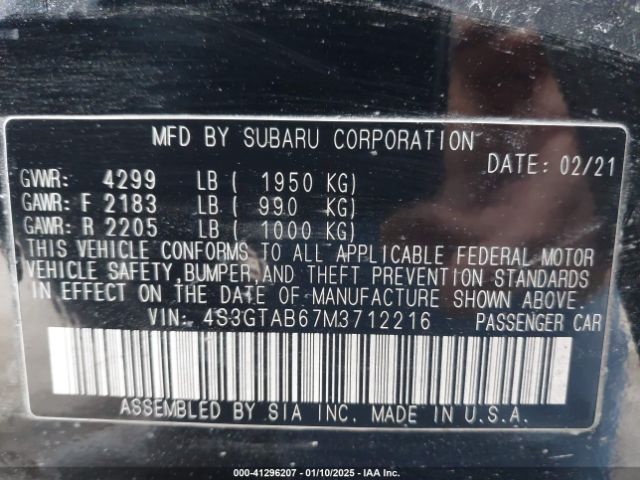 MFD BY SUBARU CORPORATION
DATE: 02/21
GVWR: 4299 LB ( 1950 KG)
GAWR: F 2183 LB ( 990 KG)
GAWR: R 2205 LB ( 1000 KG)
THIS VEHICLE CONFORMS TO ALL APPLICABLE FEDERAL MOTOR
VEHICLE SAFETY, BUMPER, AND THEFT PREVENTION STANDARDS
IN EFFECT ON THE DATE OF MANUFACTURE SHOWN ABOVE.
VIN: 4S3GTAB67M3712216 PASSENGER CAR
ASSEMBLED BY SIA INC. MADE IN U.S.A.
000-41296207 - 01/10/2025 - IAA Inc.